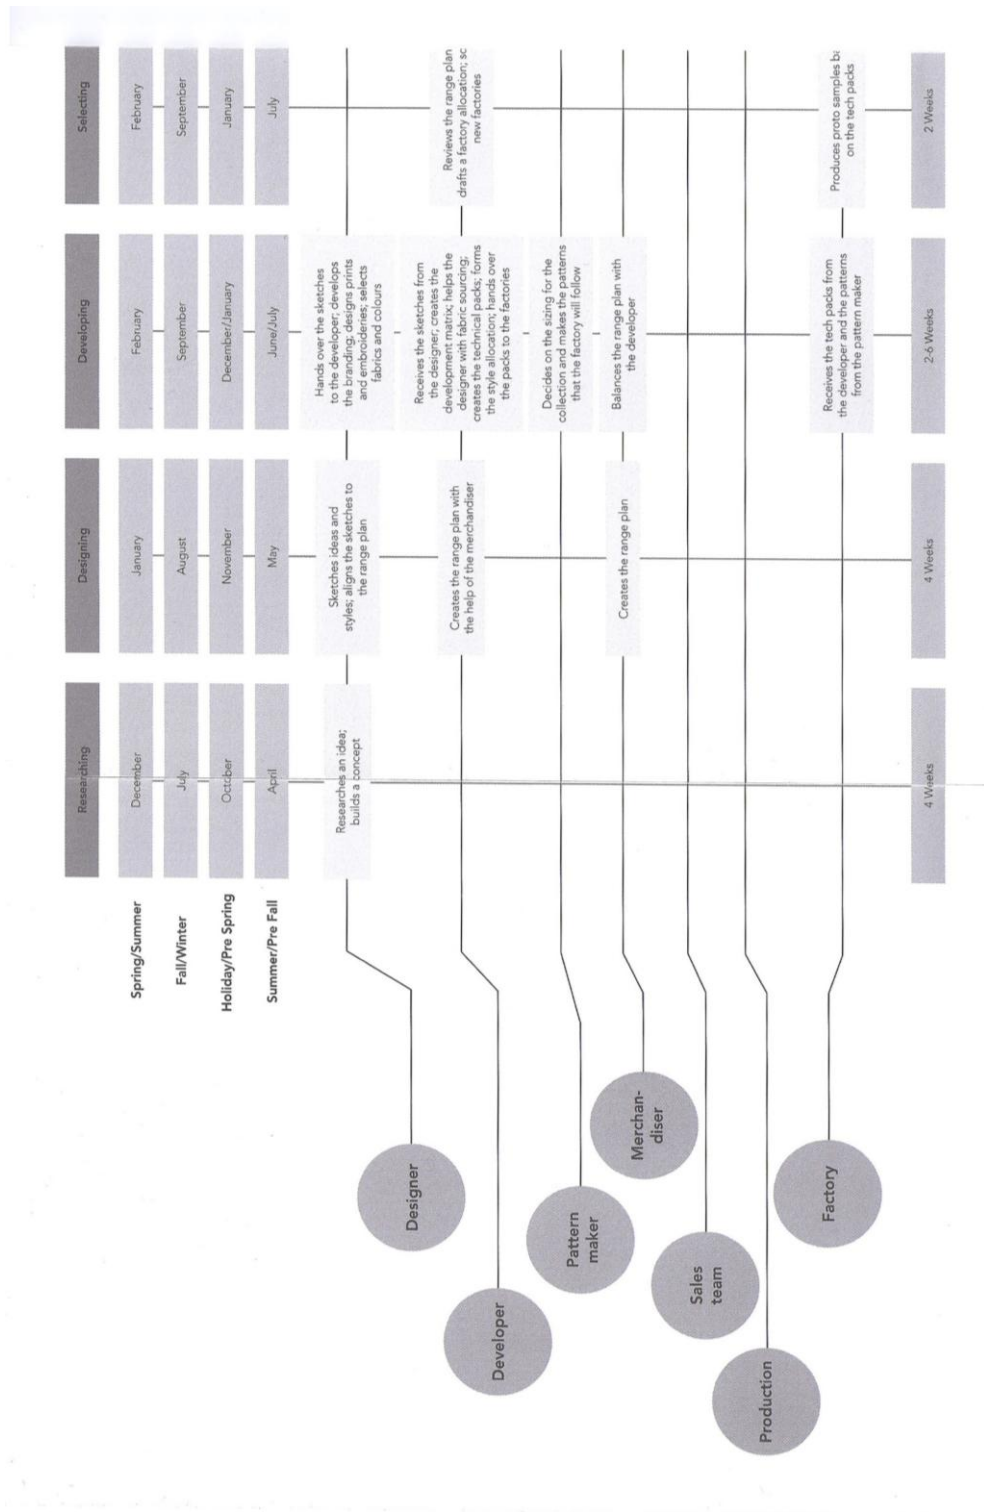 Researching
Designing
Developing
Selecting
Spring/Summer
December
January
February
February
Fall/Winter
July
August
September
September
Holiday/Pre Spring
October
November
December/January
January
Summer/Pre Fall
April
May
June/July
July
Designer
Researches an idea;
builds a concept
Sketches ideas and
styles; aligns the sketches to
the range plan
Hands over the sketches
to the developer; develops
the branding; designs prints
and embroideries; selects
fabrics and colours
Developer
Creates the range plan with
the help of the merchandiser
Receives the sketches from
the designer; creates the
development matrix; helps the
designer with fabric sourcing;
creates the technical packs; forms
the style allocation; hands over
the packs to the factories
Reviews the range plan
drafts a factory allocation; sc
new factories
Pattern
maker
Decides on the sizing for the
collection and makes the patterns
that the factory will follow
Merchan-
diser
Creates the range plan
Balances the range plan with
the developer
Sales
team
Production
Factory
Receives the tech packs from
the developer and the patterns
from the pattern maker
Produces proto samples ba
on the tech packs
4 Weeks
4 Weeks
2-6 Weeks
2 Weeks